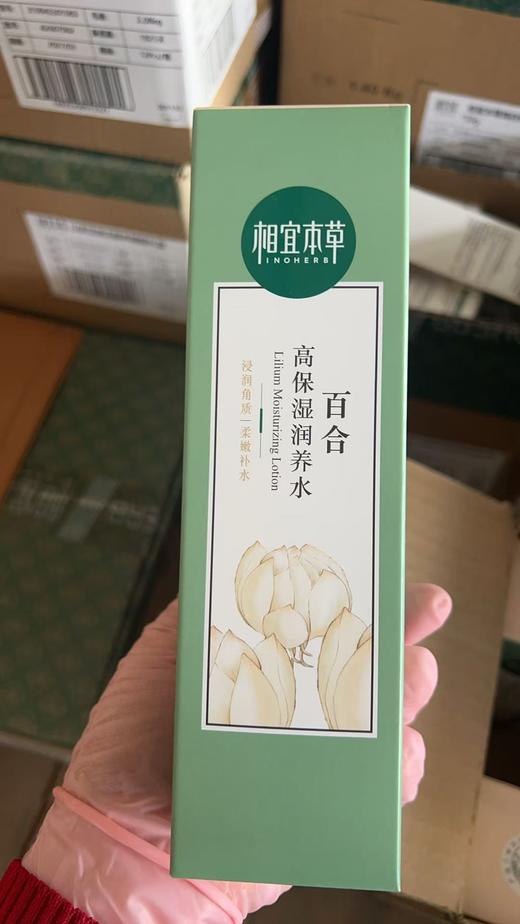 相宜本草
INOHERB
百合
高保湿润养水
Lilium Moisturizing Lotion
浸润角质|柔嫩补水